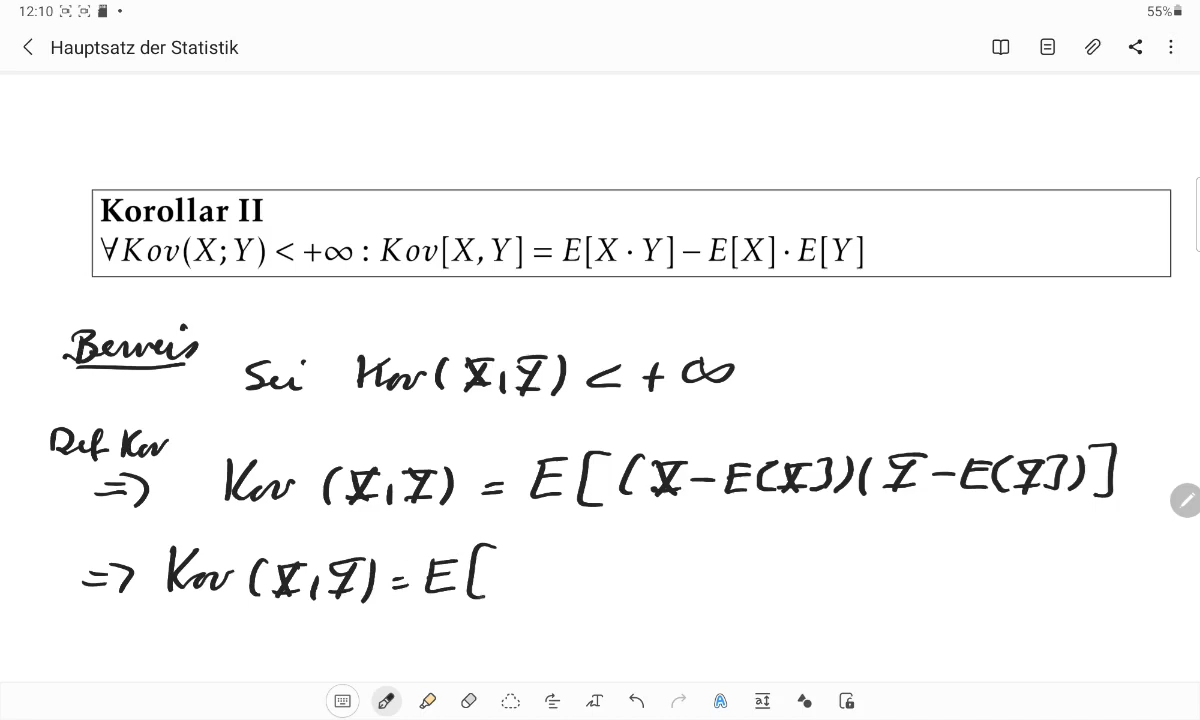 12:10 55%
Hauptsatz der Statistik
Korollar II
∀Kov(X;Y) < +∞ : Kov[X,Y] = E[X · Y] − E[X] · E[Y]
Beweis
Sei Kov(X,Y) < +∞
Def Kov
=> Kov (X,Y) = E[(X−E[X])(Y−E[Y])]
=> Kov (X,Y) = E[